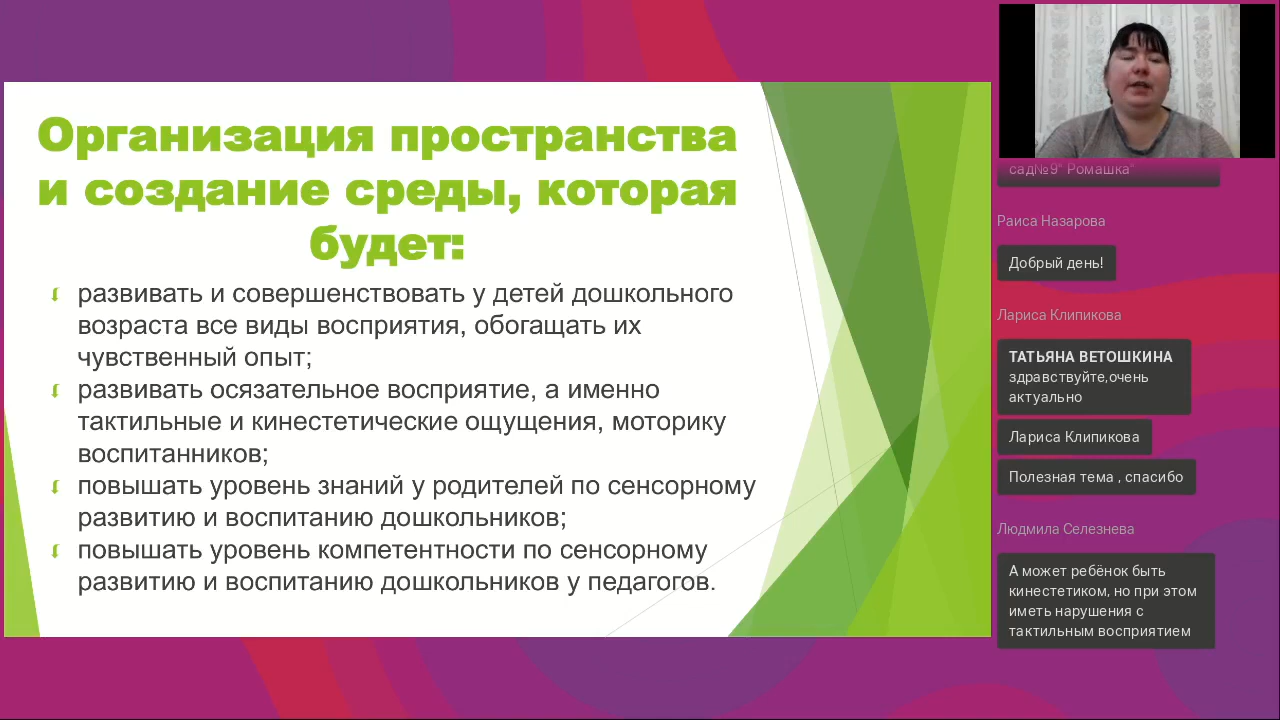 Организация пространства
и создание среды, которая
будет:
развивать и совершенствовать у детей дошкольного
возраста все виды восприятия, обогащать их
чувственный опыт;
развивать осязательное восприятие, а именно
тактильные и кинестетические ощущения, моторику
воспитанников;
повышать уровень знаний у родителей по сенсорному
развитию и воспитанию дошкольников;
повышать уровень компетентности по сенсорному
развитию и воспитанию дошкольников у педагогов.
сад№9" Ромашка"
Раиса Назарова
Добрый день!
Лариса Клипикова
ТАТЬЯНА ВЕТОШКИНА
здравствуйте,очень
актуально
Лариса Клипикова
Полезная тема , спасибо
Людмила Селезнева
А может ребёнок быть
кинестетиком, но при этом
иметь нарушения с
тактильным восприятием